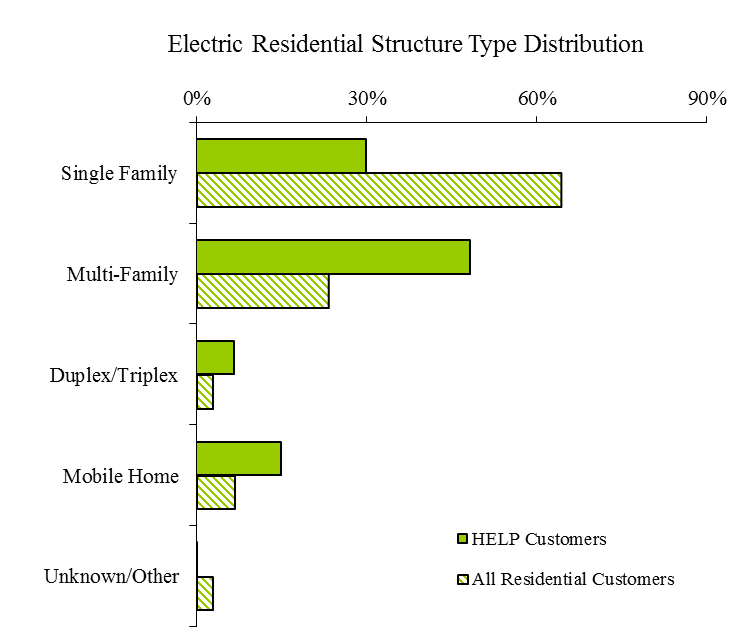 Electric Residential Structure Type Distribution
0% 30% 60% 90%
Single Family
Multi-Family
Duplex/Triplex
Mobile Home
HELP Customers
Unknown/Other
All Residential Customers